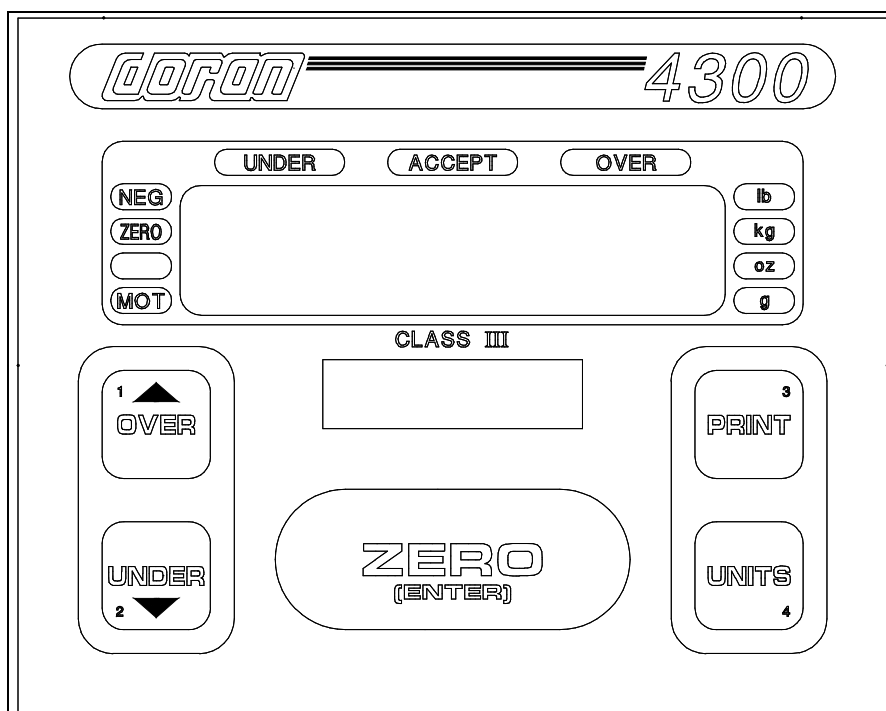 doran 4300
UNDER ACCEPT OVER
NEG lb
ZERO kg
oz
MOT g
CLASS III
1 3
OVER PRINT
ZERO
(ENTER)
UNDER UNITS
2 4